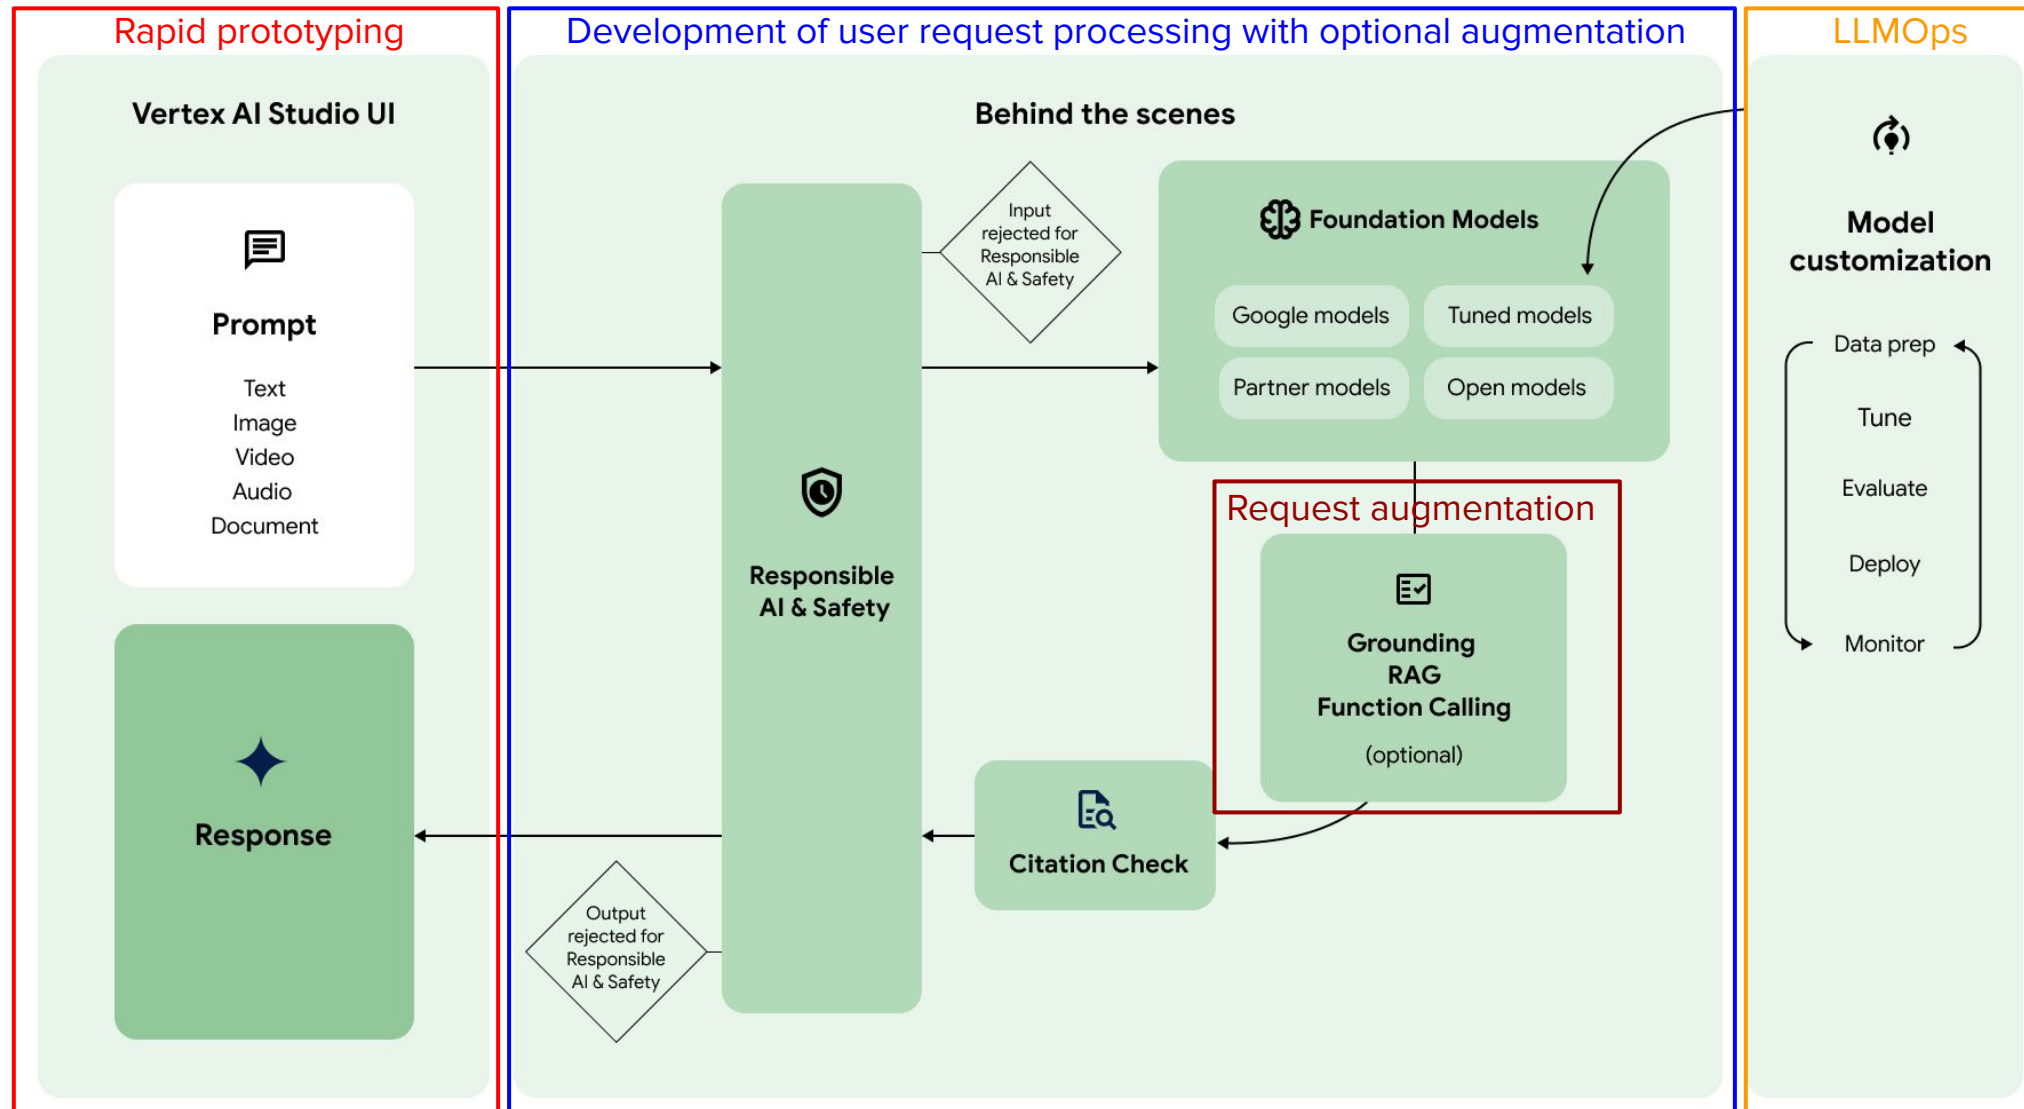 Rapid prototyping
Development of user request processing with optional augmentation
LLMOps
Vertex AI Studio UI
Prompt
Text
Image
Video
Audio
Document
Response
Behind the scenes
Responsible
AI & Safety
Input
rejected for
Responsible
AI & Safety
Foundation Models
Google models
Tuned models
Partner models
Open models
Request augmentation
Grounding
RAG
Function Calling
(optional)
Citation Check
Output
rejected for
Responsible
AI & Safety
Model
customization
Data prep
Tune
Evaluate
Deploy
Monitor